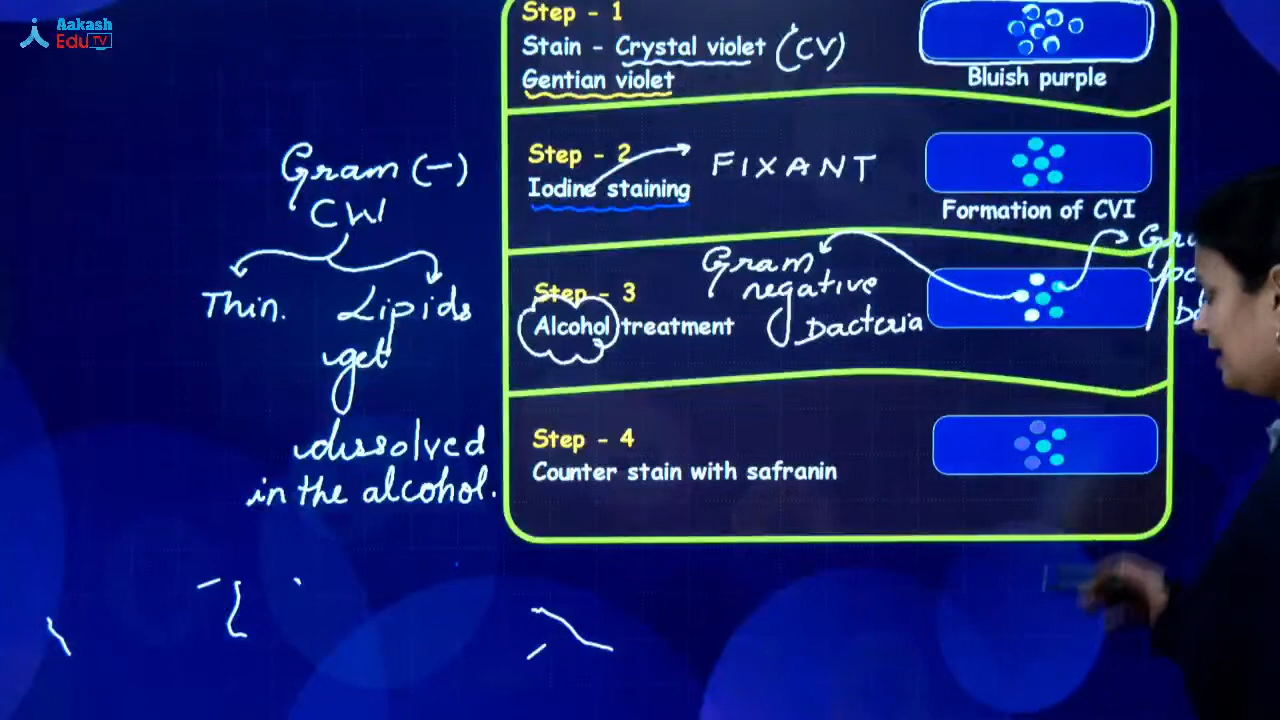 Aakash
EduTV
Step - 1
Stain - Crystal violet (CV)
Gentian violet
Bluish purple
Step - 2
Iodine staining
FIXANT
Formation of CVI
Step - 3
Alcohol treatment
Gram
negative
bacteria
Step - 4
Counter stain with safranin
Gram (-)
CW
Thin.
Lipids
get
dissolved
in the alcohol.